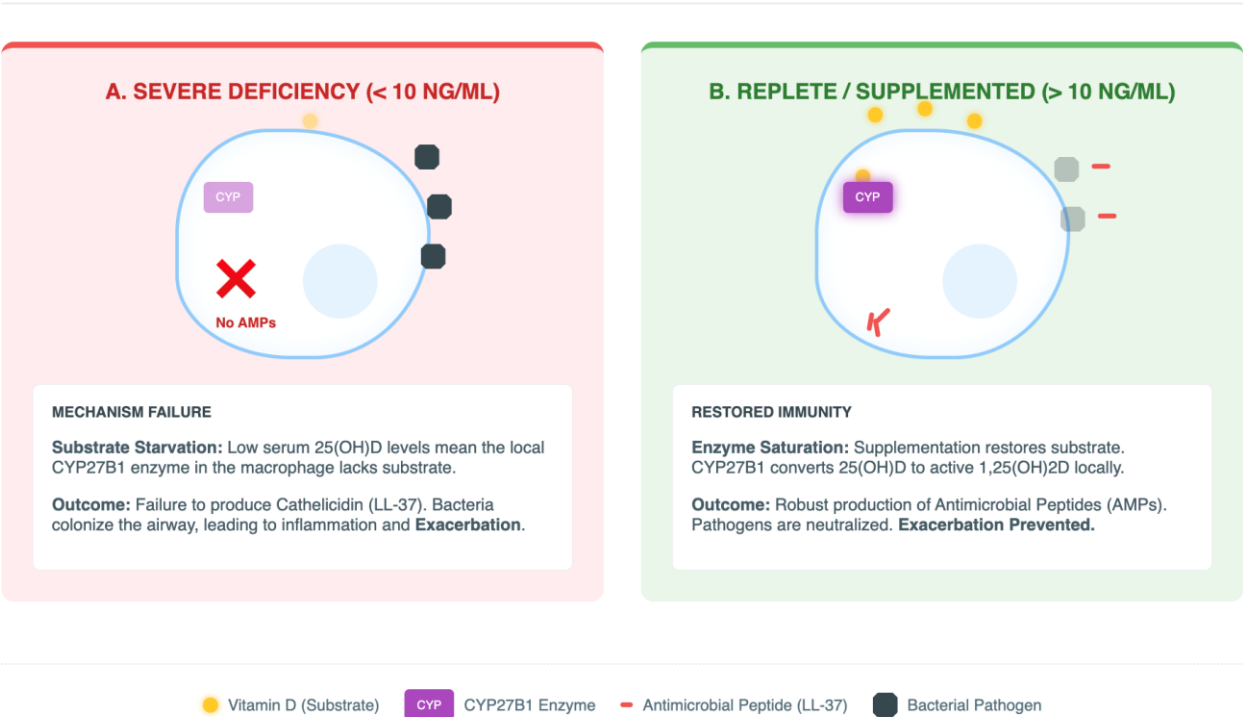 A. SEVERE DEFICIENCY (< 10 NG/ML)
CYP
No AMPs
MECHANISM FAILURE
Substrate Starvation: Low serum 25(OH)D levels mean the local
CYP27B1 enzyme in the macrophage lacks substrate.
Outcome: Failure to produce Cathelicidin (LL-37). Bacteria
colonize the airway, leading to inflammation and Exacerbation.
B. REPLETE / SUPPLEMENTED (> 10 NG/ML)
CYP
RESTORED IMMUNITY
Enzyme Saturation: Supplementation restores substrate.
CYP27B1 converts 25(OH)D to active 1,25(OH)2D locally.
Outcome: Robust production of Antimicrobial Peptides (AMPs).
Pathogens are neutralized. Exacerbation Prevented.
Vitamin D (Substrate)
CYP CYP27B1 Enzyme
Antimicrobial Peptide (LL-37)
Bacterial Pathogen